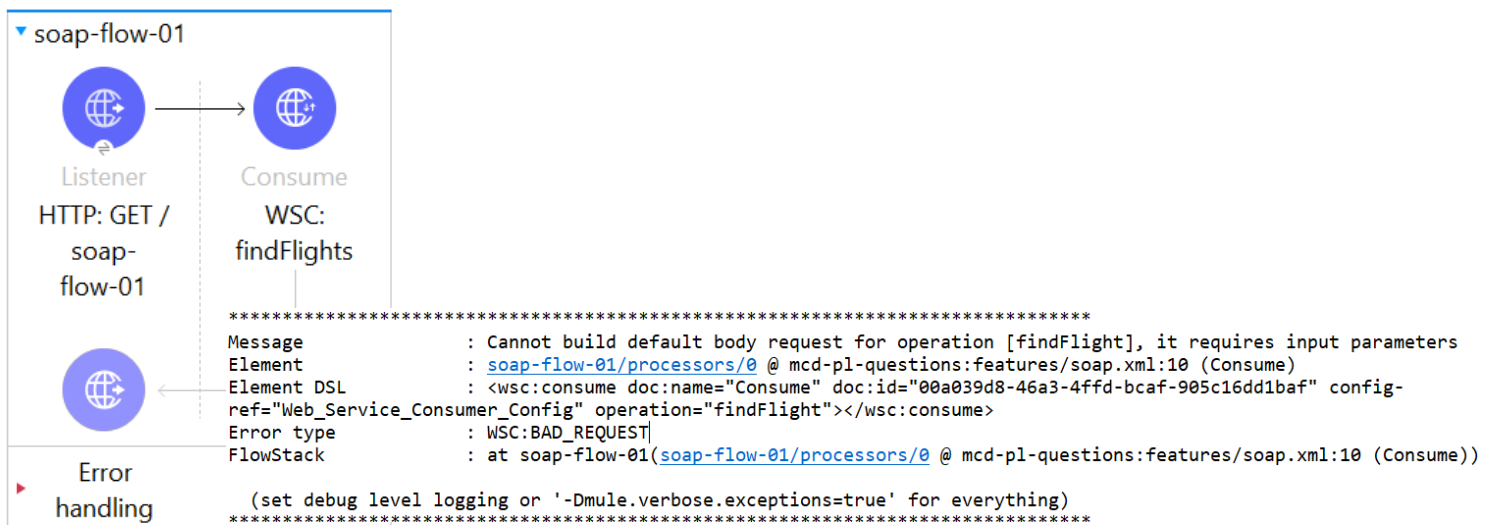 soap-flow-01
Listener
HTTP: GET /
soap-
flow-01
Consume
WSC:
findFlights
Error
handling
********************************************************************************
Message : Cannot build default body request for operation [findFlight], it requires input parameters
Element : soap-flow-01/processors/0 @ mcd-pl-questions:features/soap.xml:10 (Consume)
Element DSL : <wsc:consume doc:name="Consume" doc:id="00a039d8-46a3-4ffd-bcaf-905c16dd1baf" config-
ref="Web_Service_Consumer_Config" operation="findFlight"></wsc:consume>
Error type : WSC:BAD_REQUEST
FlowStack : at soap-flow-01(soap-flow-01/processors/0 @ mcd-pl-questions:features/soap.xml:10 (Consume))
(set debug level logging or '-Dmule.verbose.exceptions=true' for everything)
********************************************************************************